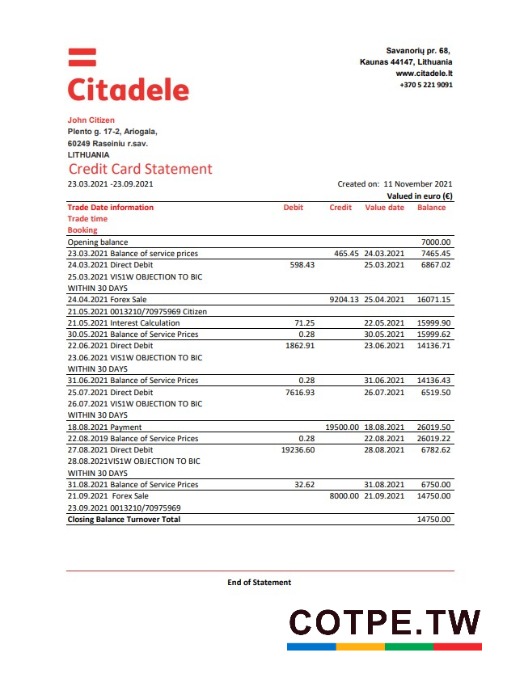 Savanorių pr. 68,
Kaunas 44147, Lithuania
www.citadele.lt
+370 5 221 9091
Citadele
John Citizen
Plento g. 17-2, Ariogala,
60249 Raseiniu r.sav.
LITHUANIA
Credit Card Statement
23.03.2021 -23.09.2021 Created on: 11 November 2021
Valued in euro (€)
Trade Date information Debit Credit Value date Balance
Trade time
Booking
Opening balance 7000.00
23.03.2021 Balance of service prices 465.45 24.03.2021 7465.45
24.03.2021 Direct Debit 598.43 25.03.2021 6867.02
25.03.2021 VIS1W OBJECTION TO BIC
WITHIN 30 DAYS
24.04.2021 Forex Sale 9204.13 25.04.2021 16071.15
21.05.2021 0013210/70975969 Citizen
21.05.2021 Interest Calculation 71.25 22.05.2021 15999.90
30.05.2021 Balance of Service Prices 0.28 30.05.2021 15999.62
22.06.2021 Direct Debit 1862.91 23.06.2021 14136.71
23.06.2021 VIS1W OBJECTION TO BIC
WITHIN 30 DAYS
31.06.2021 Balance of Service Prices 0.28 31.06.2021 14136.43
25.07.2021 Direct Debit 7616.93 26.07.2021 6519.50
26.07.2021 VIS1W OBJECTION TO BIC
WITHIN 30 DAYS
18.08.2021 Payment 19500.00 18.08.2021 26019.50
22.08.2019 Balance of Service Prices 0.28 22.08.2021 26019.22
27.08.2021 Direct Debit 19236.60 28.08.2021 6782.62
28.08.2021VIS1W OBJECTION TO BIC
WITHIN 30 DAYS
31.08.2021 Balance of Service Prices 32.62 31.08.2021 6750.00
21.09.2021 Forex Sale 8000.00 21.09.2021 14750.00
23.09.2021 0013210/70975969
Closing Balance Turnover Total 14750.00
End of Statement
COTPE.TW